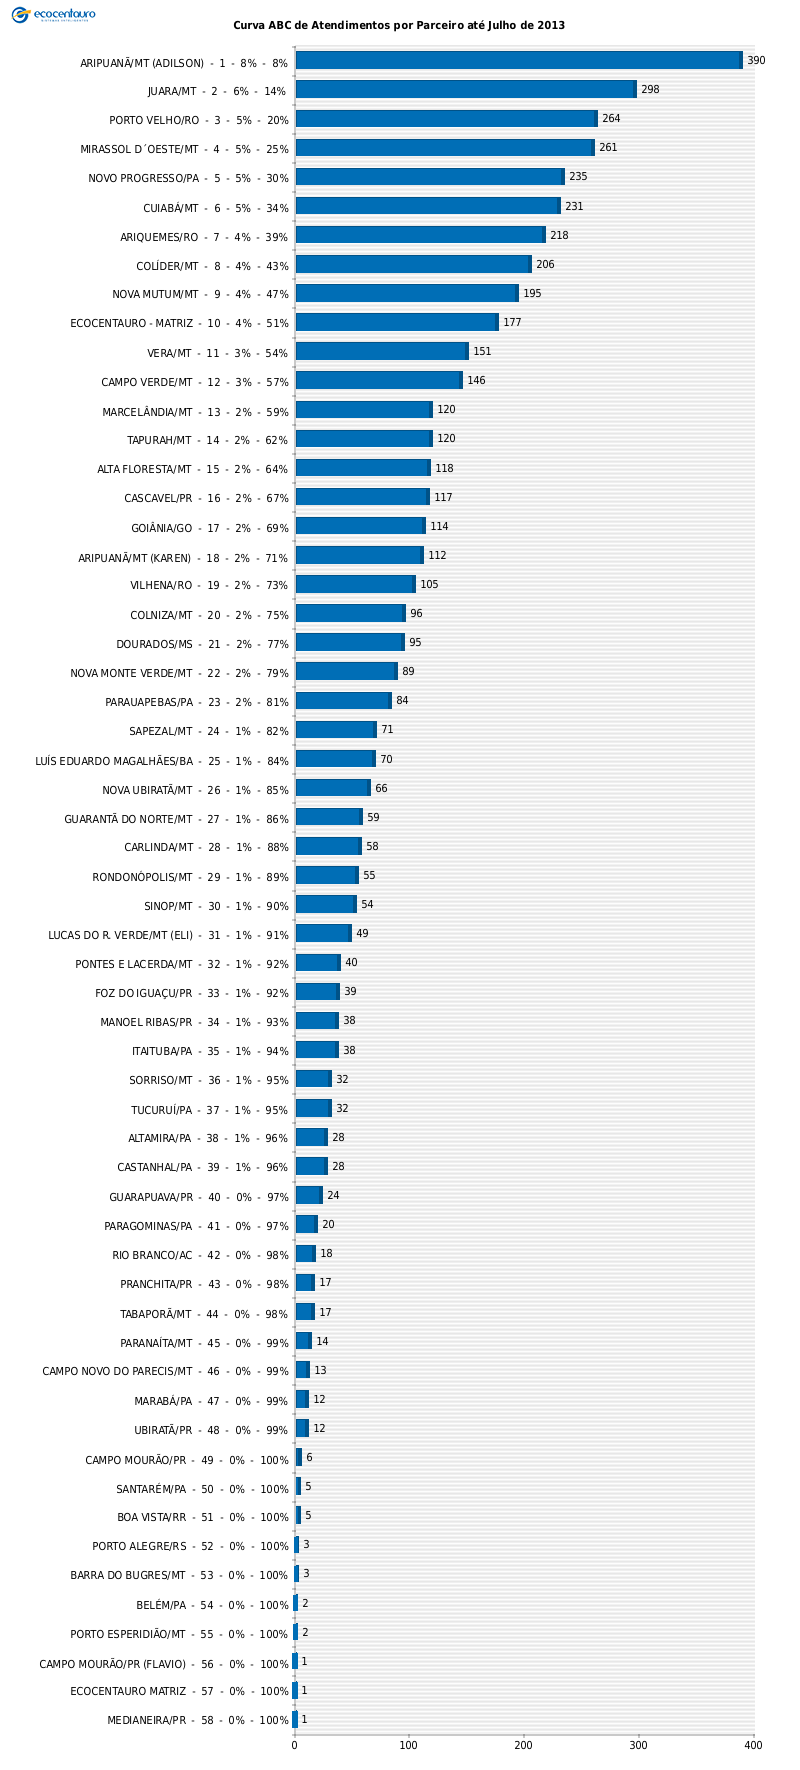 ecocentauro
Curva ABC de Atendimentos por Parceiro até Julho de 2013
ARIPUANÃ/MT (ADILSON) - 1 - 8% - 8% 390
JUARA/MT - 2 - 6% - 14% 298
PORTO VELHO/RO - 3 - 5% - 20% 264
MIRASSOL D´OESTE/MT - 4 - 5% - 25% 261
NOVO PROGRESSO/PA - 5 - 5% - 30% 235
CUIABÁ/MT - 6 - 5% - 34% 231
ARIQUEMES/RO - 7 - 4% - 39% 218
COLÍDER/MT - 8 - 4% - 43% 206
NOVA MUTUM/MT - 9 - 4% - 47% 195
ECOCENTAURO - MATRIZ - 10 - 4% - 51% 177
VERA/MT - 11 - 3% - 54% 151
CAMPO VERDE/MT - 12 - 3% - 57% 146
MARCELÂNDIA/MT - 13 - 2% - 59% 120
TAPURAH/MT - 14 - 2% - 62% 120
ALTA FLORESTA/MT - 15 - 2% - 64% 118
CASCAVEL/PR - 16 - 2% - 67% 117
GOIÂNIA/GO - 17 - 2% - 69% 114
ARIPUANÃ/MT (KAREN) - 18 - 2% - 71% 112
VILHENA/RO - 19 - 2% - 73% 105
COLNIZA/MT - 20 - 2% - 75% 96
DOURADOS/MS - 21 - 2% - 77% 95
NOVA MONTE VERDE/MT - 22 - 2% - 79% 89
PARAUAPEBAS/PA - 23 - 2% - 81% 84
SAPEZAL/MT - 24 - 1% - 82% 71
LUÍS EDUARDO MAGALHÃES/BA - 25 - 1% - 84% 70
NOVA UBIRATÃ/MT - 26 - 1% - 85% 66
GUARANTÃ DO NORTE/MT - 27 - 1% - 86% 59
CARLINDA/MT - 28 - 1% - 88% 58
RONDONÓPOLIS/MT - 29 - 1% - 89% 55
SINOP/MT - 30 - 1% - 90% 54
LUCAS DO R. VERDE/MT (ELI) - 31 - 1% - 91% 49
PONTES E LACERDA/MT - 32 - 1% - 92% 40
FOZ DO IGUAÇU/PR - 33 - 1% - 92% 39
MANOEL RIBAS/PR - 34 - 1% - 93% 38
ITAITUBA/PA - 35 - 1% - 94% 38
SORRISO/MT - 36 - 1% - 95% 32
TUCURUÍ/PA - 37 - 1% - 95% 32
ALTAMIRA/PA - 38 - 1% - 96% 28
CASTANHAL/PA - 39 - 1% - 96% 28
GUARAPUAVA/PR - 40 - 0% - 97% 24
PARAGOMINAS/PA - 41 - 0% - 97% 20
RIO BRANCO/AC - 42 - 0% - 98% 18
PRANCHITA/PR - 43 - 0% - 98% 17
TABAPORÃ/MT - 44 - 0% - 98% 17
PARANAÍTA/MT - 45 - 0% - 99% 14
CAMPO NOVO DO PARECIS/MT - 46 - 0% - 99% 13
MARABÁ/PA - 47 - 0% - 99% 12
UBIRATÃ/PR - 48 - 0% - 99% 12
CAMPO MOURÃO/PR - 49 - 0% - 100% 6
SANTARÉM/PA - 50 - 0% - 100% 5
BOA VISTA/RR - 51 - 0% - 100% 5
PORTO ALEGRE/RS - 52 - 0% - 100% 3
BARRA DO BUGRES/MT - 53 - 0% - 100% 3
BELÉM/PA - 54 - 0% - 100% 2
PORTO ESPERIDIÃO/MT - 55 - 0% - 100% 2
CAMPO MOURÃO/PR (FLAVIO) - 56 - 0% - 100% 1
ECOCENTAURO MATRIZ - 57 - 0% - 100% 1
MEDIANEIRA/PR - 58 - 0% - 100% 1
0 100 200 300 400